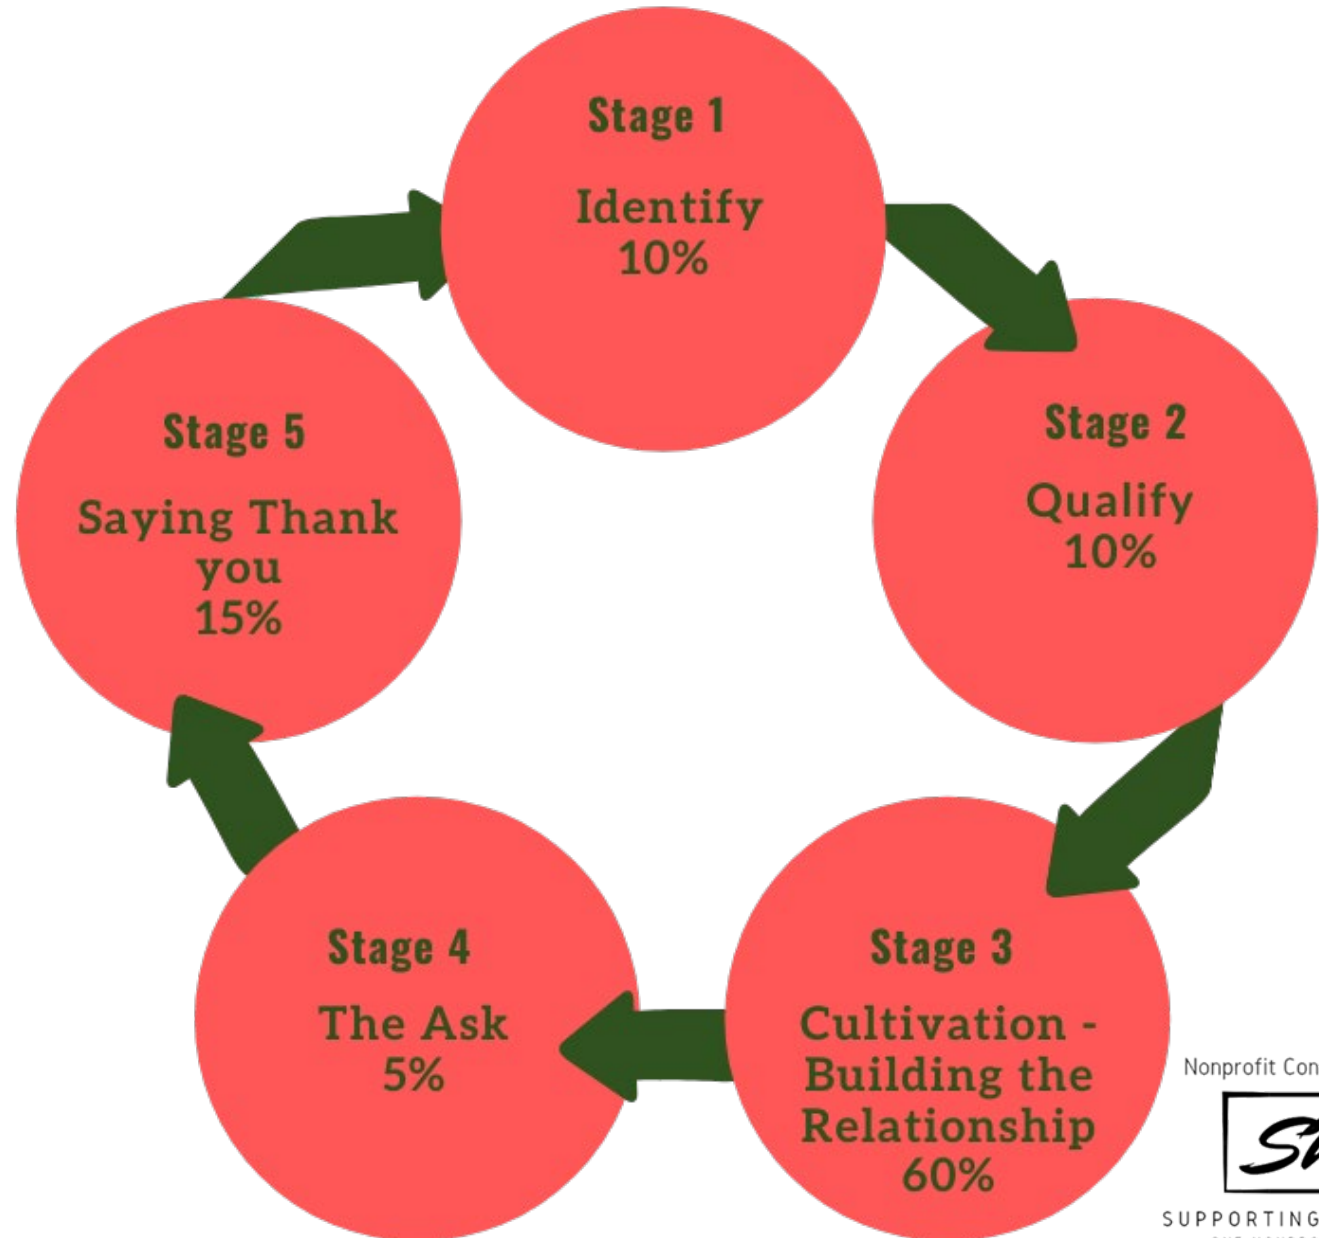 Stage 1
Identify
10%
Stage 2
Qualify
10%
Stage 3
Cultivation -
Building the
Relationship
60%
Stage 4
The Ask
5%
Stage 5
Saying Thank
you
15%
Nonprofit
SUPPORTING